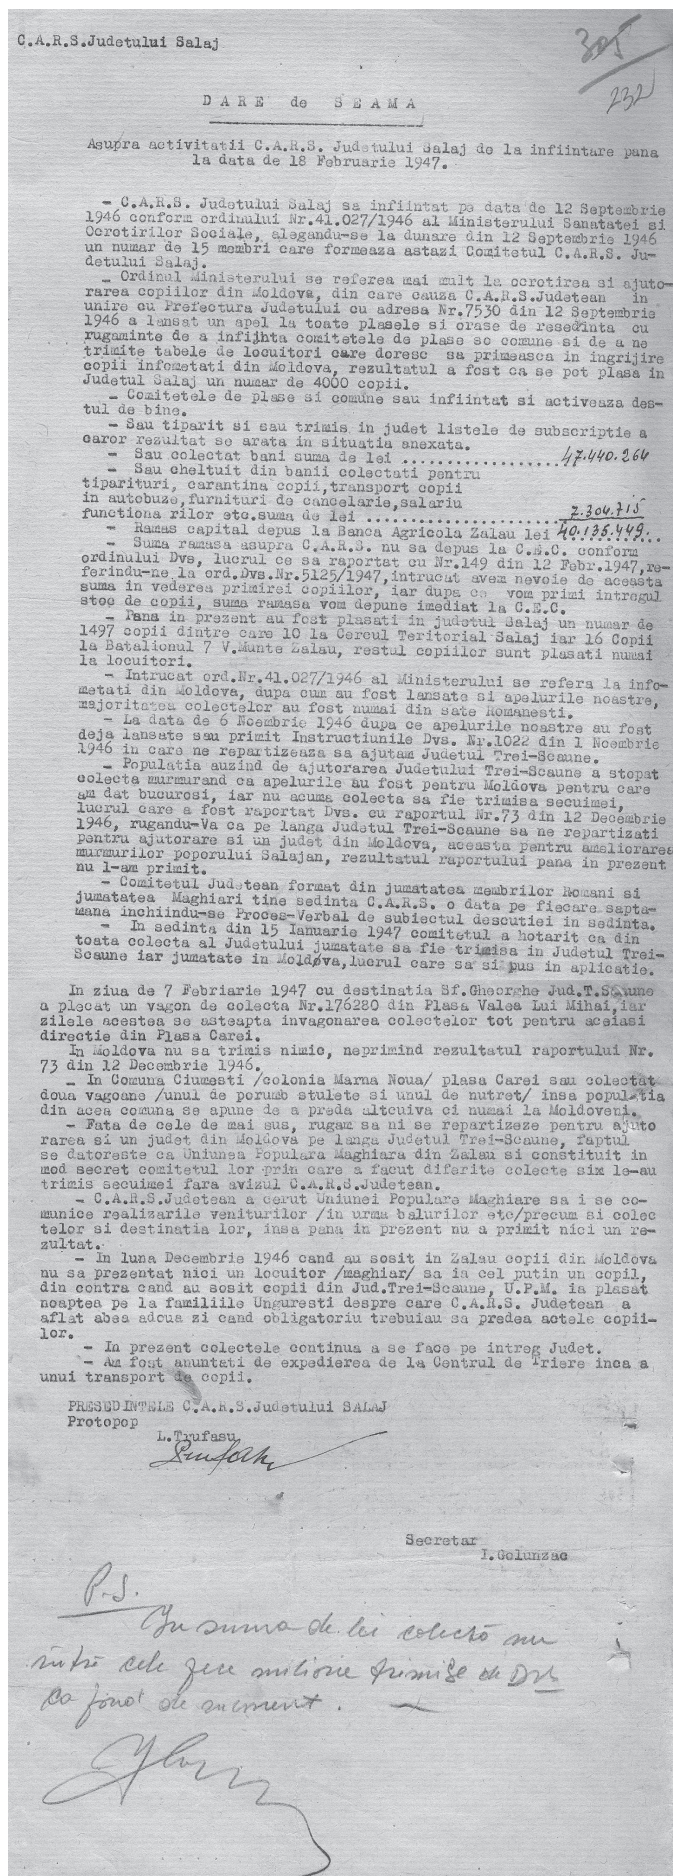 C.A.R.S.Judetului Salaj
305
232
D A R E de S E A M A
Asupra activitatii C.A.R.S. Judetului Salaj de la infiintare pana
la data de 18 Februarie 1947.
- C.A.R.S. Judetului Salaj sa infiintat pe data de 12 Septembrie
1946 conform ordinului Nr.41.027/1946 al Ministerului Sanatatei si
Ocrotirilor Sociale, alegandu-se la dunare din 12 Septembrie 1946
un numar de 15 membri care formeaza astazi Comitetul C.A.R.S. Ju-
detului Salaj.
- Ordinul Ministerului se referea mai mult la ocrotirea si ajuto-
rarea copiilor din Moldova, din care cauza C.A.R.S.Judetean in
unire cu Prefectura Judetului cu adresa Nr.7530 din 12 Septembrie
1946 a lansat un apel la toate plasele si orase de resedinta cu
rugaminte de a infiihta comitetele de plase so comune si de a ne
trimite tabele de locuitori care doresc sa primeasca in ingrijire
copii infometati din Moldova, rezultatul a fost ca se pot plasa in
Judetul Salaj un numar de 4000 copii.
- Comitetele de plase si comune sau infiintat si activeaza des-
tul de bine.
- Sau tiparit si sau trimis in judet listele de subscriptie a
caror rezultat se arata in situatia anexata.
- Sau colectat bani suma de lei .................. 47.440.264
- Sau cheltuit din banii colectati pentru
tiparituri, carantina copii,transport copii
in autobuze,furnituri de cancelarie,salariu
functiona rilor etc.suma de lei ..................... 7.304.715
- Ramas capital depus la Banca Agricola Zalau lei 40.135.449..
- Suma ramasa asupra C.A.R.S. nu sa depus la C.E.C. conform
ordinului Dvs, lucrul ce sa raportat cu Nr.149 din 12 Febr.1947,re-
ferindu-ne la ord.Dvs.Nr.5125/1947,intrucat avem nevoie de aceasta
suma in vederea primirei copiilor, iar dupa ce vom primi intregul
stoc de copii, suma ramasa vom depune imediat la C.E.C.
- Pana in prezent au fost plasati in judetul Salaj un numar de
1497 copii dintre care 10 la Cercul Teritorial Salaj iar 16 Copii
la Batalionul 7 V.Munte Zalau, restul copiilor sunt plasati numai
la locuitori.
- Intrucat ord.Nr.41.027/1946 al Ministerului se refera la info-
metati din Moldova, dupa cum au fost lansate si apelurile noastre,
majoritatea colectelor au fost numai din sate Romanesti.
- La data de 6 Noembrie 1946 dupa ce apelurile noastre au fost
deja lansate sau primit Instructiunile Dvs. Nr.1022 din 1 Noembrie
1946 in care ne repartizeaza sa ajutam Judetul Trei-Scaune.
- Populatia auzind de ajutorarea Judetului Trei-Scaune a stopat
colecta murmurand ca apelurile au fost pentru Moldova pentru care
am dat bucurosi, iar nu acuma colecta sa fie trimisa secuimei,
lucrul care a fost raportat Dvs. cu raportul Nr.73 din 12 Decembrie
1946, rugandu-Va ca pe langa Judetul Trei-Scaune sa ne repartizati
pentru ajutorare si un judet din Moldova, aceasta pentru ameliorarea
murmurilor poporului Salajan, rezultatul raportului pana in prezent
nu l-am primit.
- Comitetul Judetean format din jumatatea membrilor Romani si
jumatatea Maghiari tine sedinta C.A.R.S. o data pe fiecare sapta-
mana inchiindu-se Proces-Verbal de subiectul descutiei in sedinta.
- In sedinta din 15 Ianuarie 1947 comitetul a hotarit ca din
toata colecta al Judetului jumatate sa fie trimisa in Judetul Trei-
Scaune iar jumatate in Moldova,lucrul care sa si pus in aplicatie.
In ziua de 7 Febriarie 1947 cu destinatia Sf.Gheorghe Jud.T.Scaune
a plecat un vagon de colecta Nr.176280 din Plasa Valea Lui Mihai,iar
zilele acestea se asteapta invagonarea colectelor tot pentru aceiasi
directie din Plasa Carei.
In Moldova nu sa trimis nimic, neprimind rezultatul raportului Nr.
73 din 12 Decembrie 1946.
- In Comuna Ciumesti /colonia Marna Noua/ plasa Carei sau colectat
doua vagoane /unul de porumb stulete si unul de nutret/ insa populatia
din acea comuna se apune de a preda altcuiva ci numai la Moldoveni.
- Fata de cele de mai sus, rugam sa ni se repartizeze pentru ajuto
rarea si un judet din Moldova pe langa Judetul Trei-Scaune, faptul
se datoreste ca Uniunea Populara Maghiara din Zalau si constituit in
mod secret comitetul lor prin care a facut diferite colecte six le-au
trimis secuimei fara avizul C.A.R.S.Judetean.
- C.A.R.S.Judetean a cerut Uniunei Populare Maghiare sa i se co-
munice realizarile veniturilor /in urma balurilor etc/precum si colec
telor si destinatia lor, insa pana in prezent nu a primit nici un re-
zultat.
- In luna Decembrie 1946 cand au sosit in Zalau copii din Moldova
nu sa prezentat nici un locuitor /maghiar/ sa ia cel putin un copil,
din contra cand au sosit copii din Jud.Trei-Scaune, U.P.M. ia plasat
noaptea pe la familiile Unguresti despre care C.A.R.S. Judetean a
aflat abea adoua zi cand obligatoriu trebuiau sa predea actele copii-
lor.
- In prezent colectele continua a se face pe intreg Judet.
- Am fost anuntati de expedierea de la Centrul de Triere inca a
unui transport de copii.
PRESEDINTELE C.A.R.S.Judetului SALAJ
Protopop
L.Trufasu
Secretar
I.Golunzac
P.S.
In suma de lei colectă nu
intră cele zece milioane trimise de Dvs
ca fond de